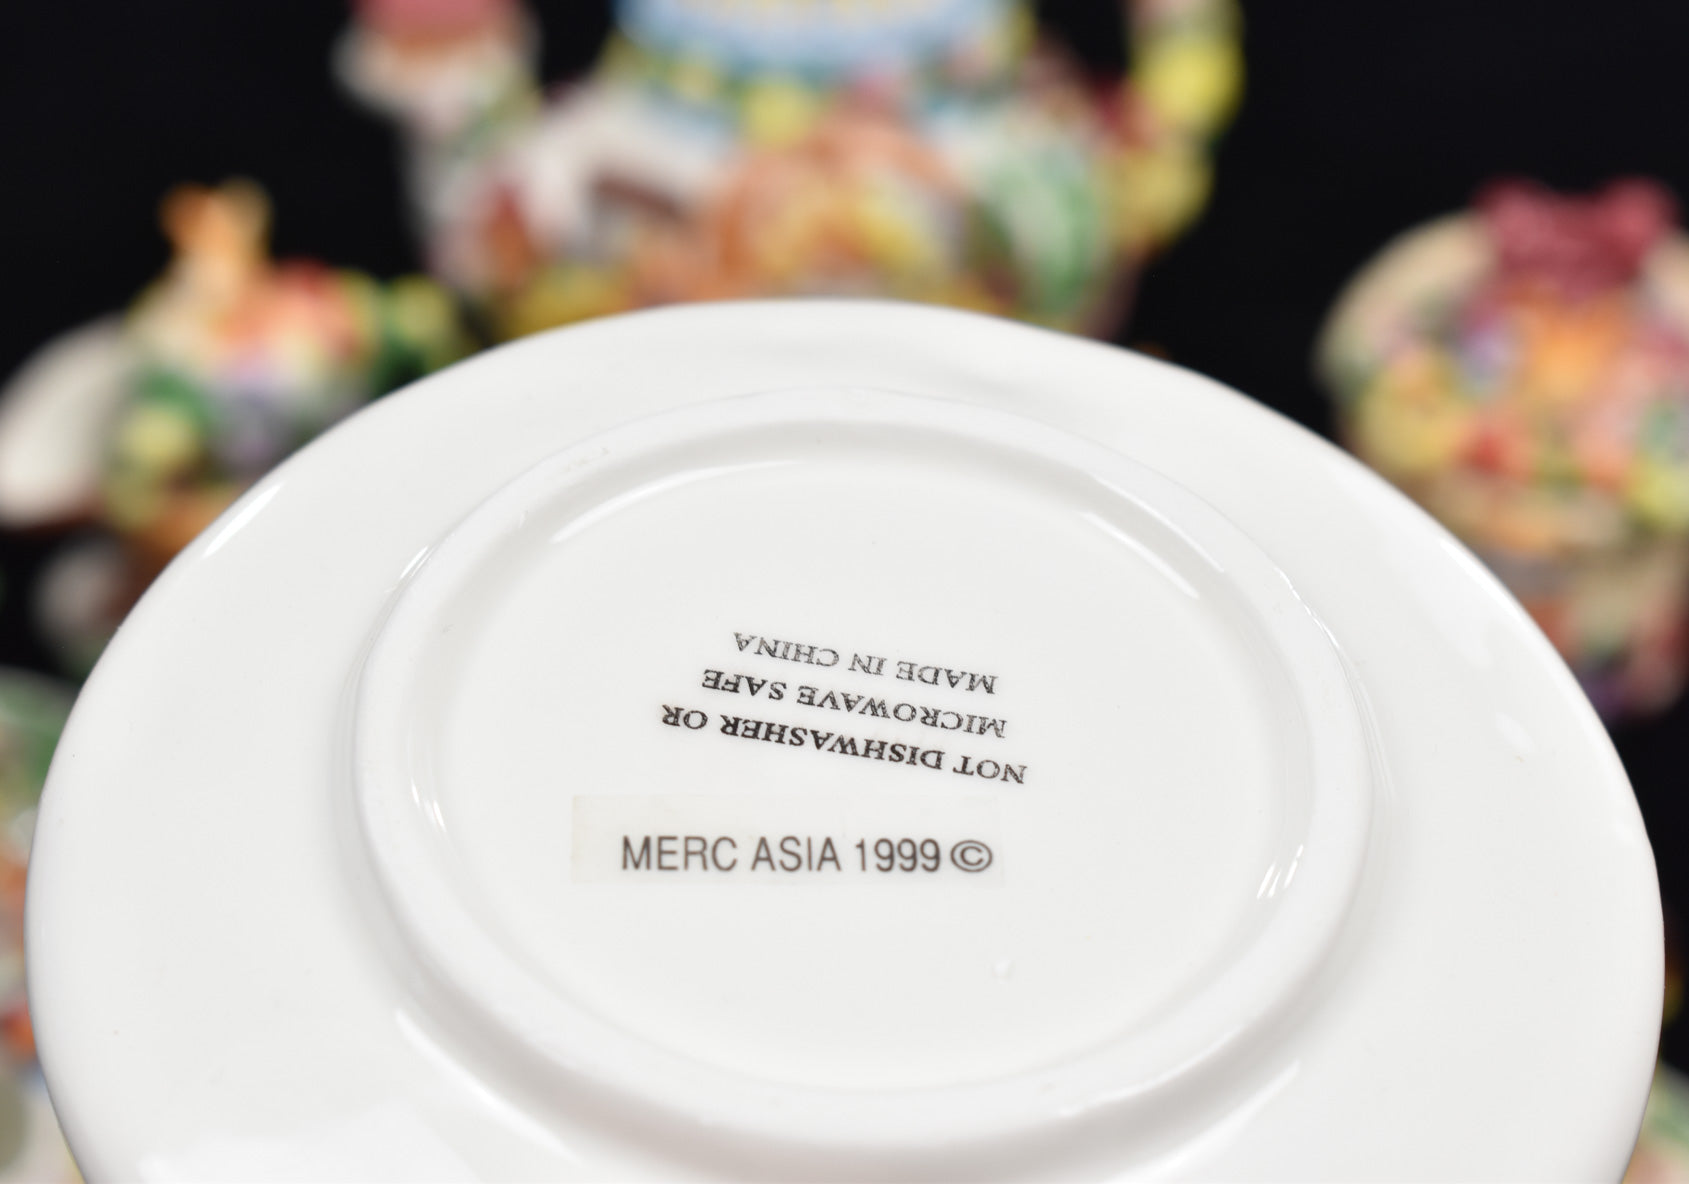 NOT DISHWASHER OR
MICROWAVE SAFE
MADE IN CHINA
MERC ASIA 1999©